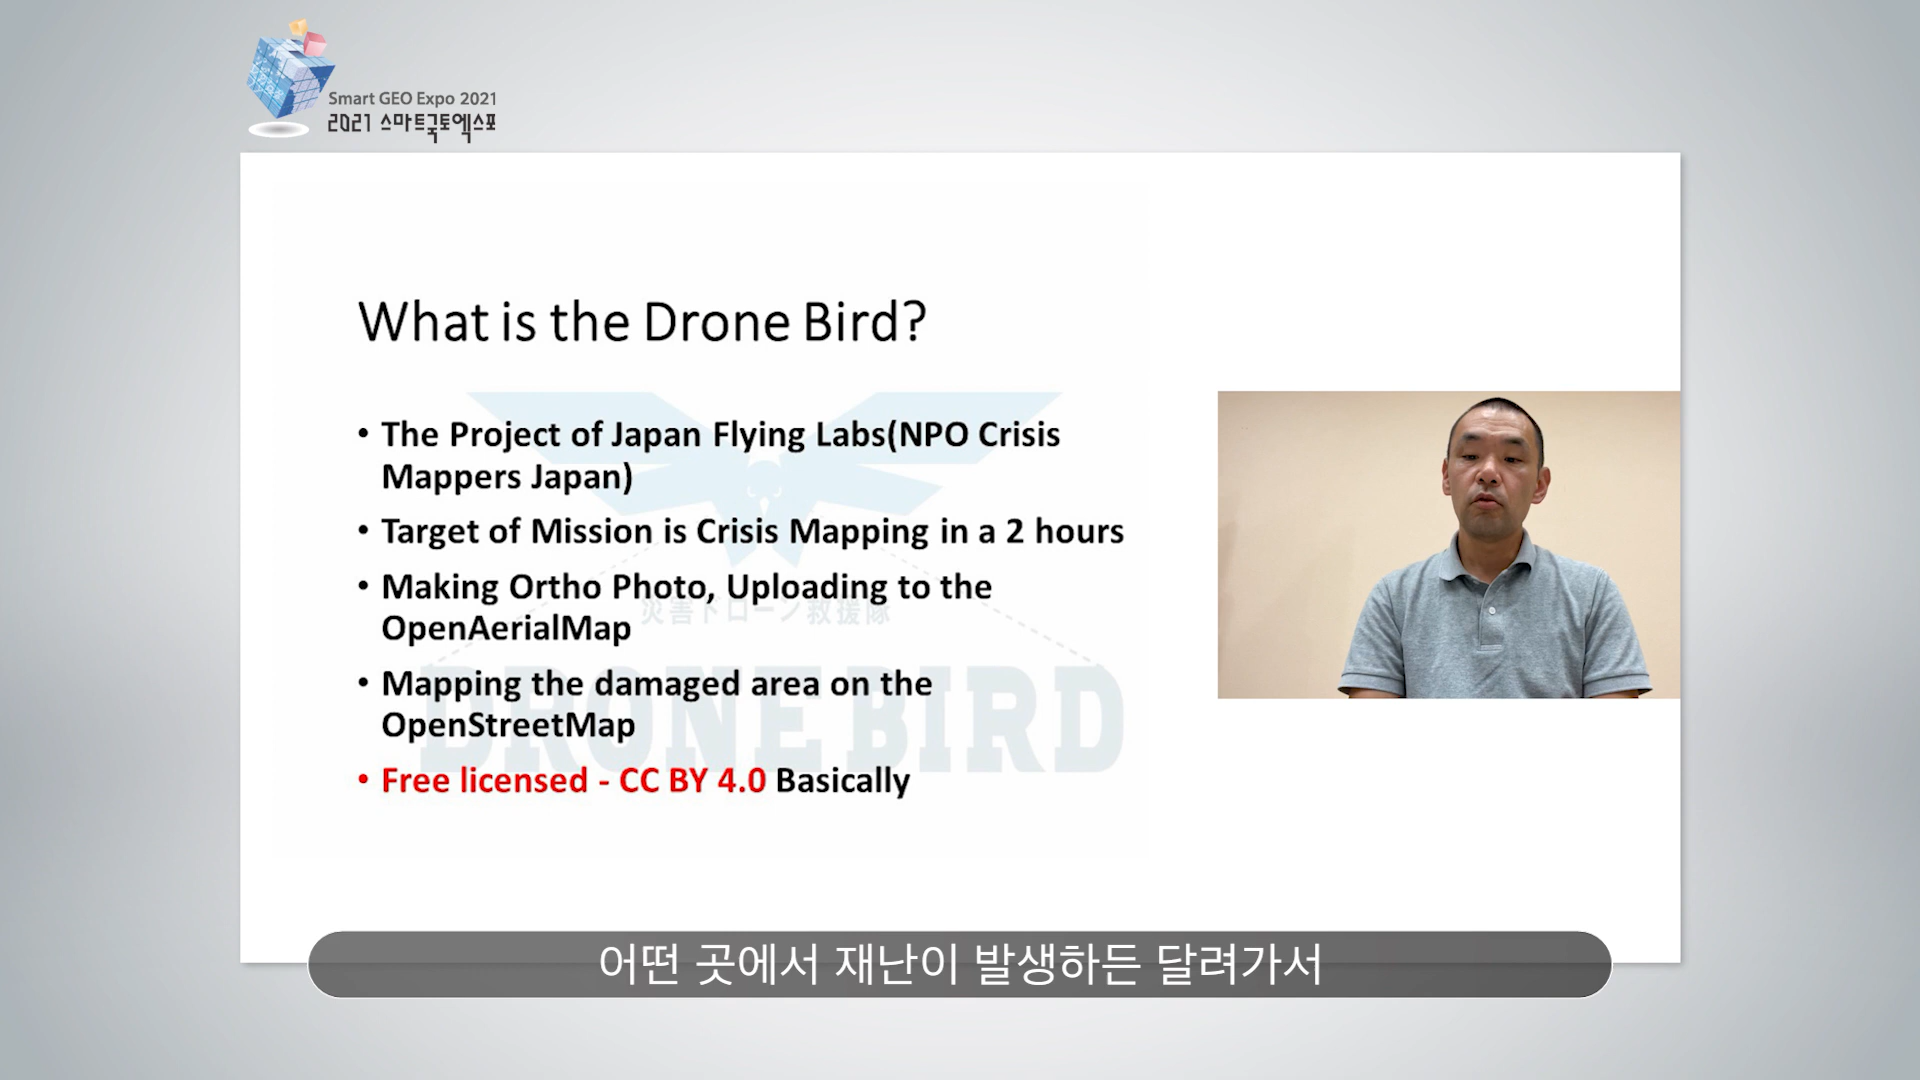 Smart GEO Expo 2021
2021 스마트국토엑스포
What is the Drone Bird?
• The Project of Japan Flying Labs(NPO Crisis
Mappers Japan)
• Target of Mission is Crisis Mapping in a 2 hours
• Making Ortho Photo, Uploading to the
OpenAerialMap
災害ドローン救援隊
• Mapping the damaged area on the
OpenStreetMap
DRONE BIRD
• Free licensed - CC BY 4.0 Basically
어떤 곳에서 재난이 발생하든 달려가서